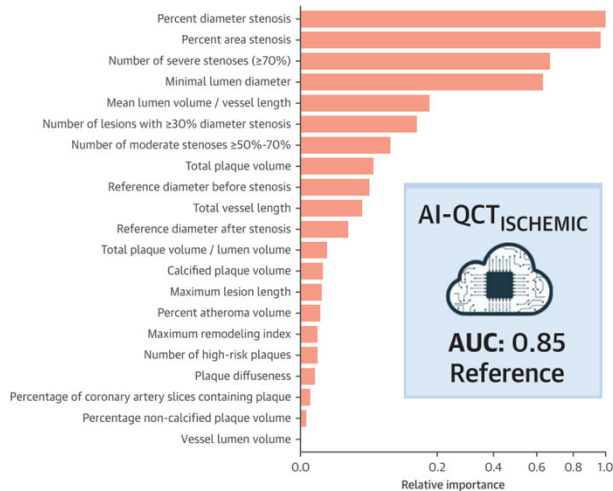 Percent diameter stenosis
Percent area stenosis
Number of severe stenoses (≥70%)
Minimal lumen diameter
Mean lumen volume / vessel length
Number of lesions with ≥30% diameter stenosis
Number of moderate stenoses ≥50%-70%
Total plaque volume
Reference diameter before stenosis
Total vessel length
Reference diameter after stenosis
Total plaque volume / lumen volume
Calcified plaque volume
Maximum lesion length
Percent atheroma volume
Maximum remodeling index
Number of high-risk plaques
Plaque diffuseness
Percentage of coronary artery slices containing plaque
Percentage non-calcified plaque volume
Vessel lumen volume
AI-QCTISCHEMIC
AUC: 0.85
Reference
0.0 0.2 0.4 0.6 0.8 1.0
Relative importance